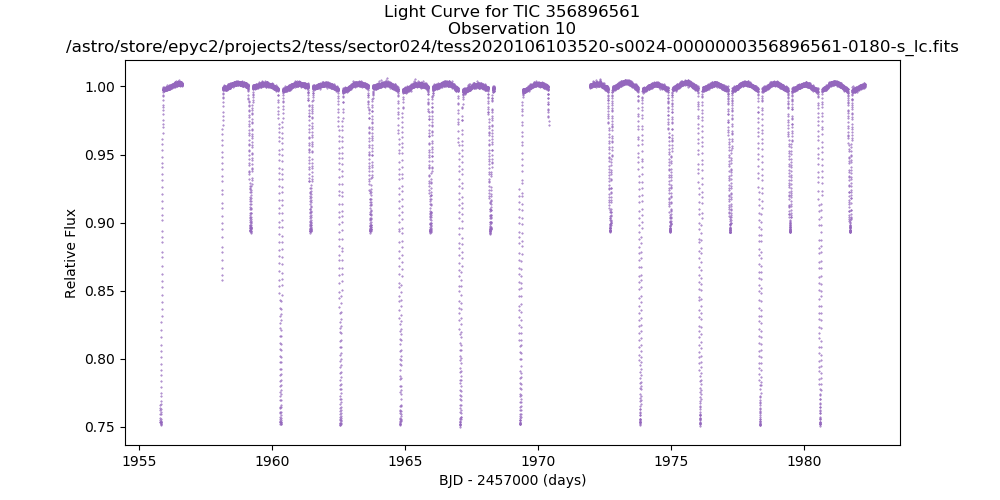 Light Curve for TIC 356896561
Observation 10
/astro/store/epyc2/projects2/tess/sector024/tess2020106103520-s0024-0000000356896561-0180-s_lc.fits
1.00
0.95
0.90
0.85
0.80
0.75
Relative Flux
1955 1960 1965 1970 1975 1980
BJD - 2457000 (days)